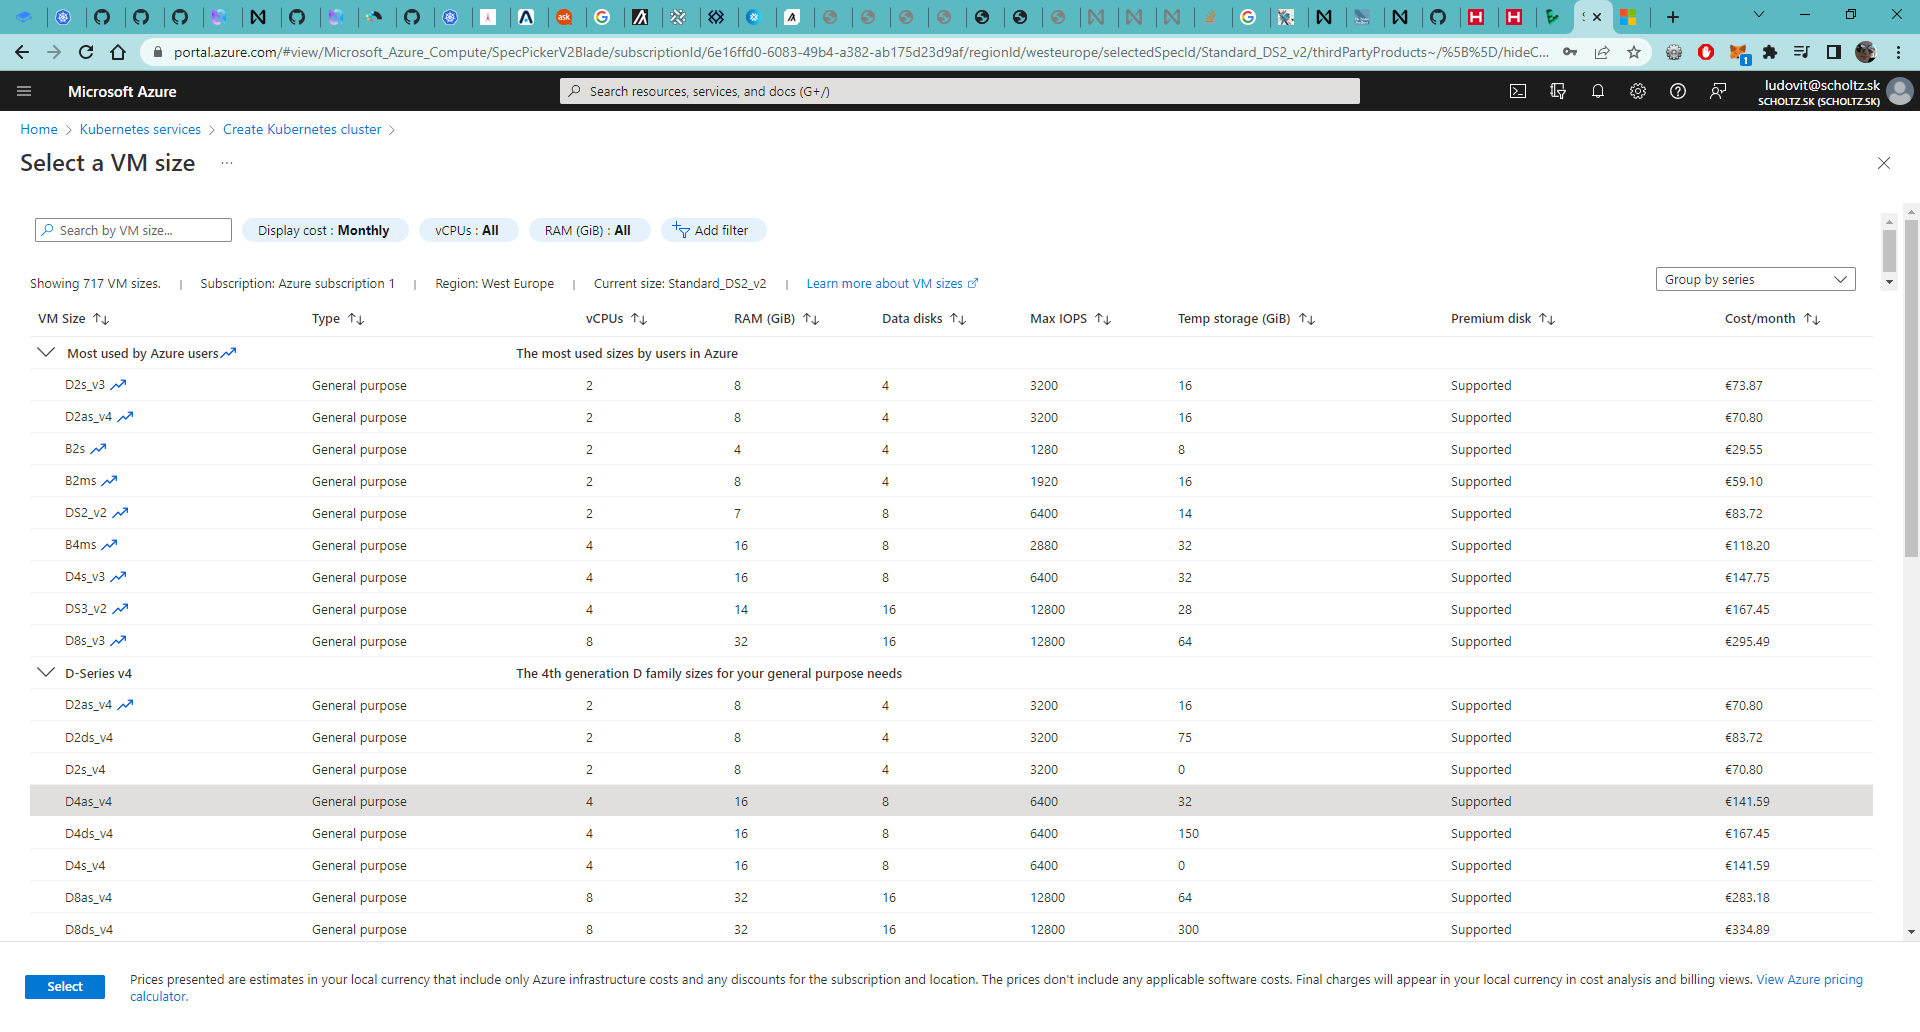 portal.azure.com/#view/Microsoft_Azure_Compute/SpecPickerV2Blade/subscriptionId/6e16ffd0-6083-49b4-a382-ab175d23d9af/regionId/westeurope/selectedSpecId/Standard_DS2_v2/thirdPartyProducts~/%5B%5D/hideC...
Microsoft Azure
Search resources, services, and docs (G+/)
ludovit@scholtz.sk
SCHOLTZ.SK (SCHOLTZ.SK)
Home > Kubernetes services > Create Kubernetes cluster >
Select a VM size ...
Search by VM size... Display cost : Monthly vCPUs : All RAM (GiB) : All Add filter
Showing 717 VM sizes. | Subscription: Azure subscription 1 | Region: West Europe | Current size: Standard_DS2_v2 | Learn more about VM sizes Group by series
VM Size Type vCPUs RAM (GiB) Data disks Max IOPS Temp storage (GiB) Premium disk Cost/month
Most used by Azure users The most used sizes by users in Azure
D2s_v3 General purpose 2 8 4 3200 16 Supported €73.87
D2as_v4 General purpose 2 8 4 3200 16 Supported €70.80
B2s General purpose 2 4 4 1280 8 Supported €29.55
B2ms General purpose 2 8 4 1920 16 Supported €59.10
DS2_v2 General purpose 2 7 8 6400 14 Supported €83.72
B4ms General purpose 4 16 8 2880 32 Supported €118.20
D4s_v3 General purpose 4 16 8 6400 32 Supported €147.75
DS3_v2 General purpose 4 14 16 12800 28 Supported €167.45
D8s_v3 General purpose 8 32 16 12800 64 Supported €295.49
D-Series v4 The 4th generation D family sizes for your general purpose needs
D2as_v4 General purpose 2 8 4 3200 16 Supported €70.80
D2ds_v4 General purpose 2 8 4 3200 75 Supported €83.72
D2s_v4 General purpose 2 8 4 3200 0 Supported €70.80
D4as_v4 General purpose 4 16 8 6400 32 Supported €141.59
D4ds_v4 General purpose 4 16 8 6400 150 Supported €167.45
D4s_v4 General purpose 4 16 8 6400 0 Supported €141.59
D8as_v4 General purpose 8 32 16 12800 64 Supported €283.18
D8ds_v4 General purpose 8 32 16 12800 300 Supported €334.89
Select
Prices presented are estimates in your local currency that include only Azure infrastructure costs and any discounts for the subscription and location. The prices don't include any applicable software costs. Final charges will appear in your local currency in cost analysis and billing views. View Azure pricing
calculator.